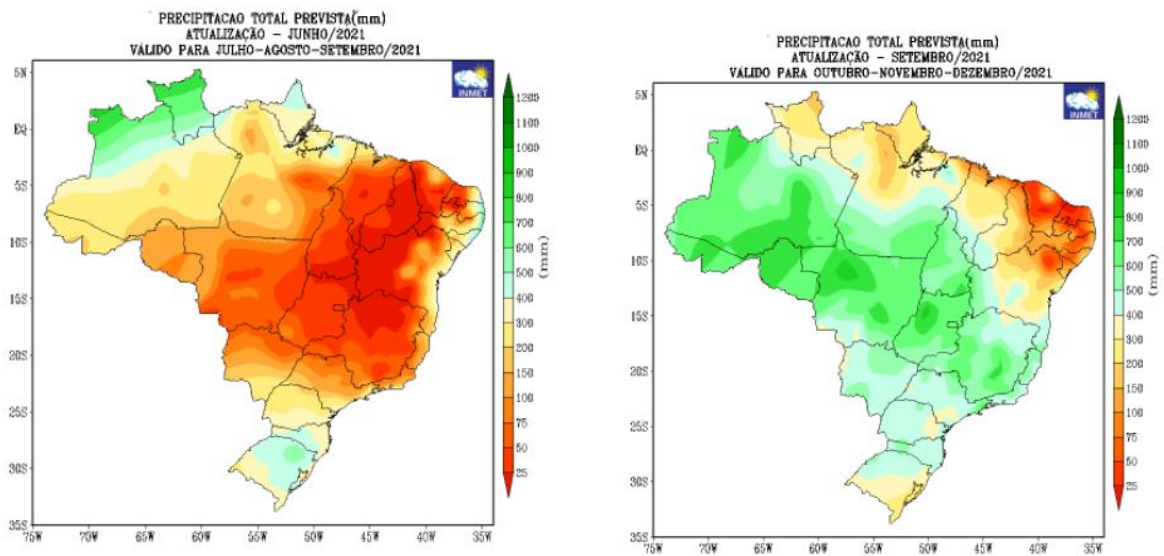 PRECIPITACAO TOTAL PREVISTA(mm)
ATUALIZAÇÃO - JUNHO/2021
VÁLIDO PARA JULHO-AGOSTO-SETEMBRO/2021
5N
EQ
5S
10S
15S
20S
25S
30S
35S
75W 70W 65W 60W 55W 50W 45W 40W 35W
INMET
1200
1100
1000
900
800
700
600
500
400
300
200
150
100
75
50
25
(mm)
PRECIPITACAO TOTAL PREVISTA(mm)
ATUALIZAÇÃO - SETEMBRO/2021
VÁLIDO PARA OUTUBRO-NOVEMBRO-DEZEMBRO/2021
5N
EQ
5S
10S
15S
20S
25S
30S
35S
75W 70W 65W 60W 55W 50W 45W 40W 35W
INMET
1200
1100
1000
900
800
700
600
500
400
300
200
150
100
75
50
25
(mm)